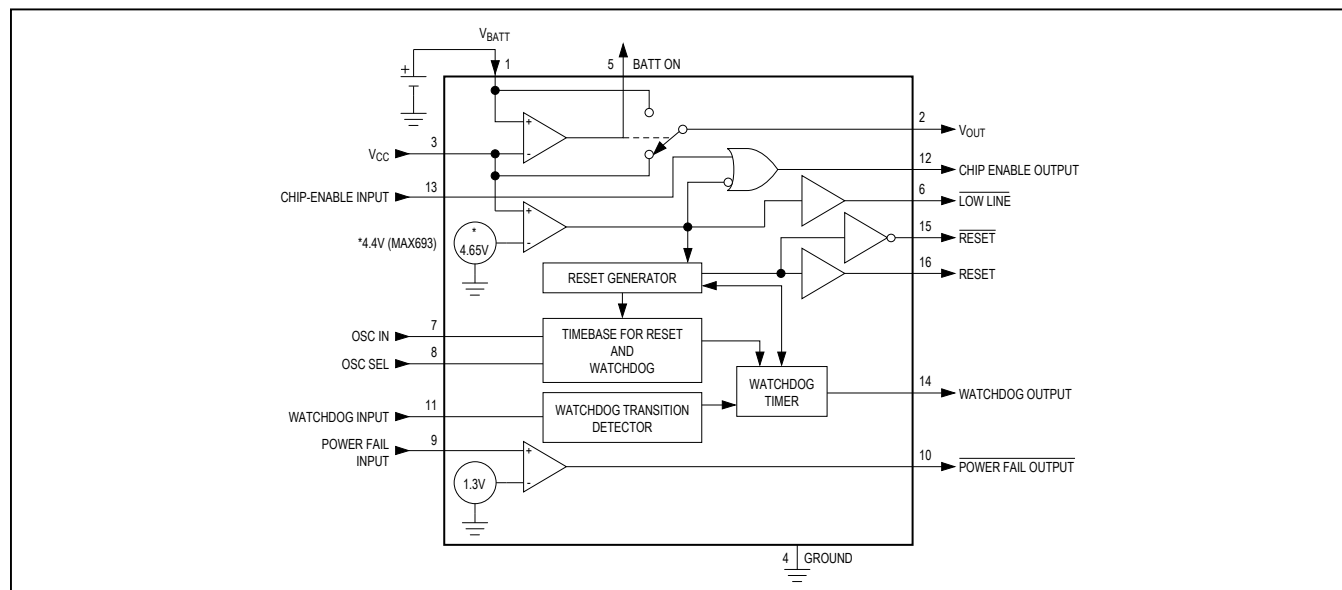 VBATT
1
5 BATT ON
+
+
-
2
VOUT
3
VCC
12
CHIP ENABLE OUTPUT
13
CHIP-ENABLE INPUT
6
LOW LINE
+
-
*
4.65V
*4.4V (MAX693)
15
RESET
16
RESET
RESET GENERATOR
7
OSC IN
8
OSC SEL
TIMEBASE FOR RESET
AND
WATCHDOG
WATCHDOG
TIMER
14
WATCHDOG OUTPUT
11
WATCHDOG INPUT
WATCHDOG TRANSITION
DETECTOR
9
POWER FAIL
INPUT
+
-
1.3V
10
POWER FAIL OUTPUT
4 GROUND